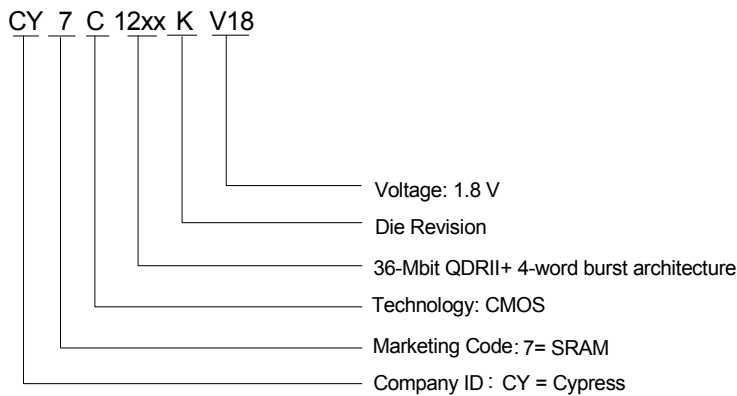 CY 7 C 12xx K V18
Voltage: 1.8 V
Die Revision
36-Mbit QDRII+ 4-word burst architecture
Technology: CMOS
Marketing Code: 7= SRAM
Company ID : CY = Cypress